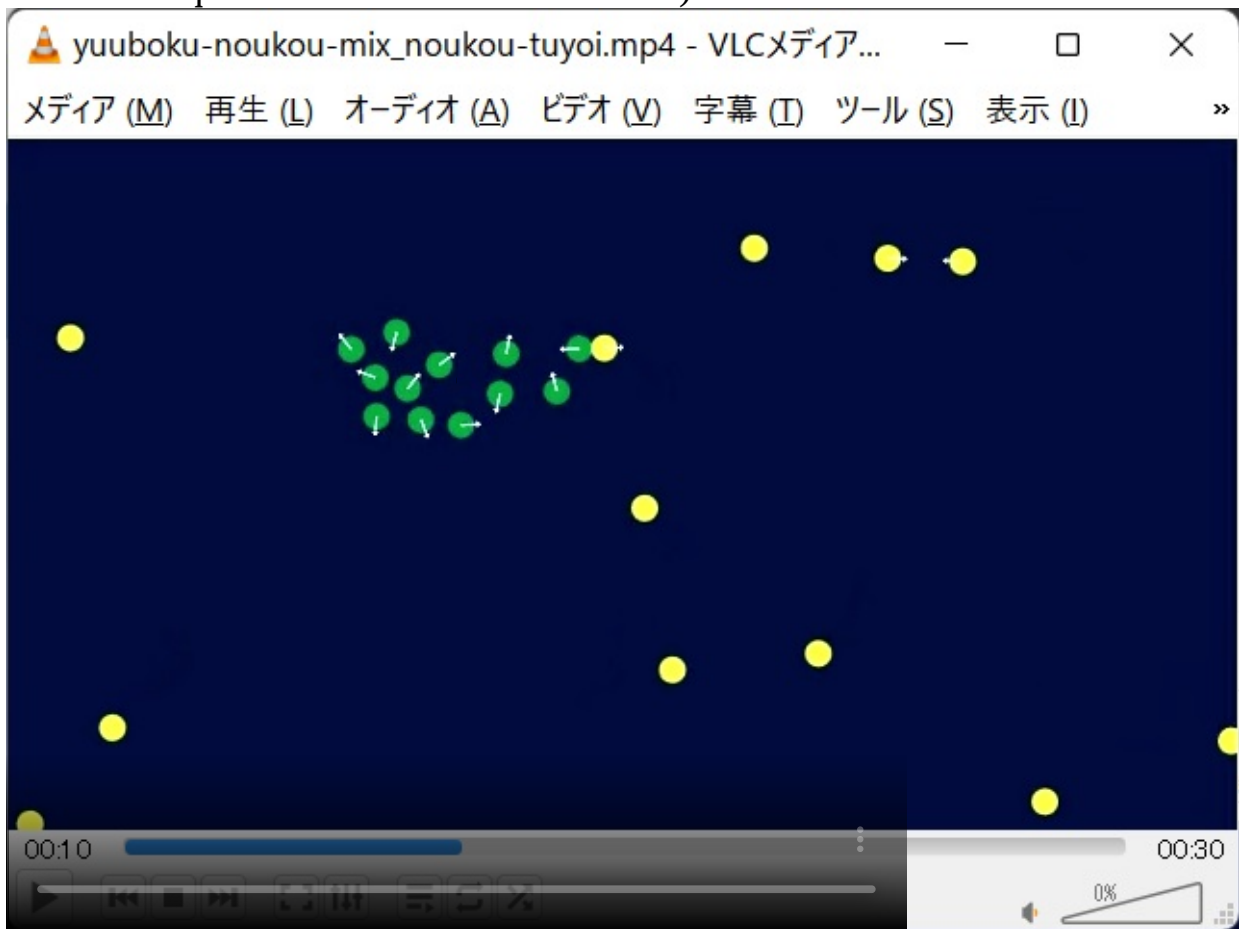 yuuboku-noukou-mix_noukou-tuyoi.mp4 - VLCメディア...
メディア (M) 再生 (L) オーディオ (A) ビデオ (V) 字幕 (T) ツール (S) 表示 (I) »
00:10 00:30
0%